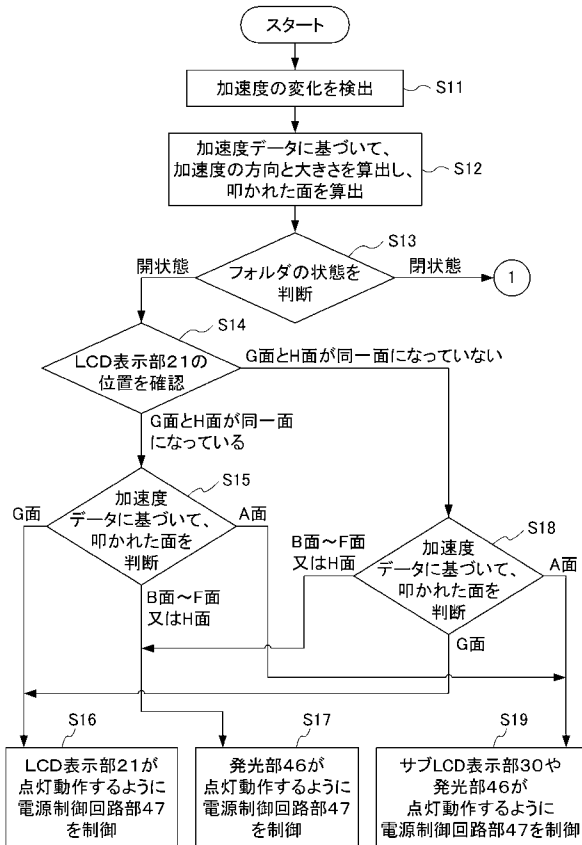 スタート
加速度の変化を検出
S11
加速度データに基づいて、
加速度の方向と大きさを算出し、
叩かれた面を算出
S12
S13
フォルダの状態を
判断
開状態
閉状態
1
S14
LCD表示部21の
位置を確認
G面とH面が同一面になっていない
G面とH面が同一面
になっている
S15
加速度
データに基づいて、
叩かれた面を
判断
G面
A面
B面~F面
又はH面
S18
加速度
データに基づいて、
叩かれた面を
判断
B面~F面
又はH面
A面
G面
S16
LCD表示部21が
点灯動作するように
電源制御回路部47
を制御
S17
発光部46が
点灯動作するように
電源制御回路部47
を制御
S19
サブLCD表示部30や
発光部46が
点灯動作するように
電源制御回路部47を制御